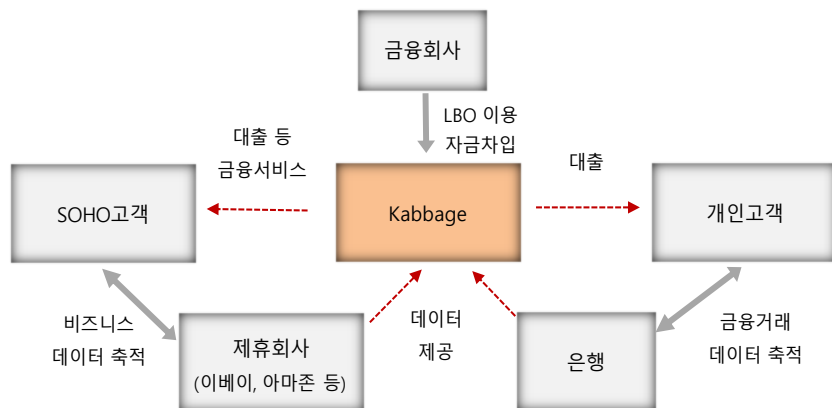 금융회사
LBO 이용
자금차입
대출 등
금융서비스
대출
SOHO고객
Kabbage
개인고객
비즈니스
데이터 축적
제휴회사
(이베이, 아마존 등)
데이터
제공
은행
금융거래
데이터 축적